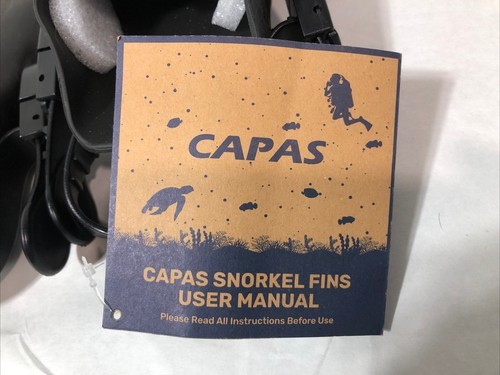 CAPAS
CAPAS SNORKEL FINS
USER MANUAL
Please Read All Instructions Before Use